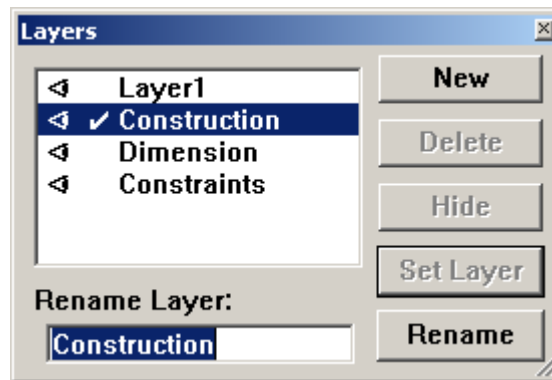 Layers
Layer1
Construction
Dimension
Constraints
New
Delete
Hide
Set Layer
Rename Layer:
Construction
Rename